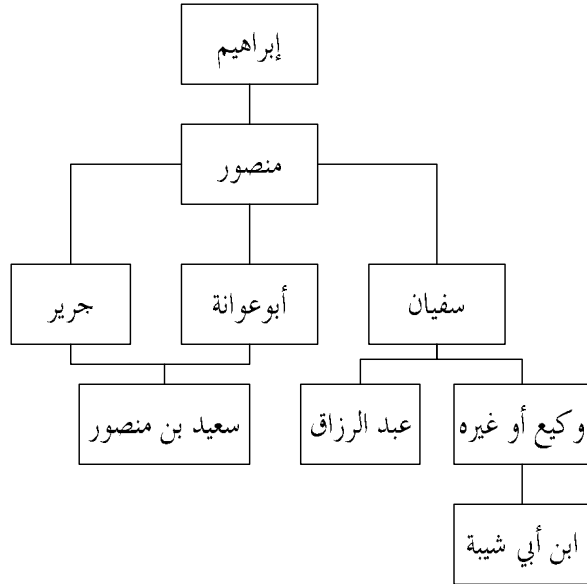 إبراهيم
منصور
سفيان
أبوعوانة
جرير
وكيع أو غيره
عبد الرزاق
سعيد بن منصور
ابن أبي شيبة